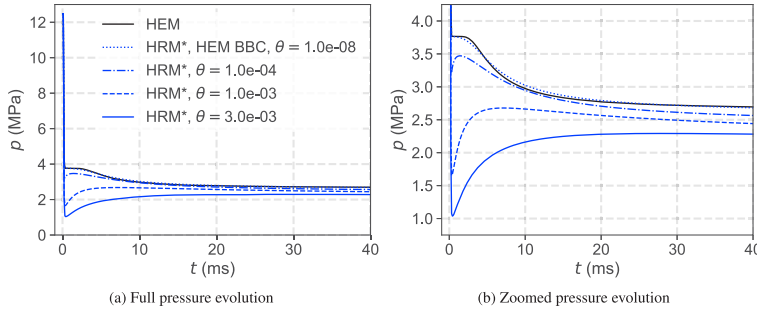 12
10
8
6
4
2
0
p (MPa)
HEM
HRM*, HEM BBC, θ = 1.0e-08
HRM*, θ = 1.0e-04
HRM*, θ = 1.0e-03
HRM*, θ = 3.0e-03
0 10 20 30 40
t (ms)
(a) Full pressure evolution
4.0
3.5
3.0
2.5
2.0
1.5
1.0
p (MPa)
0 10 20 30 40
t (ms)
(b) Zoomed pressure evolution